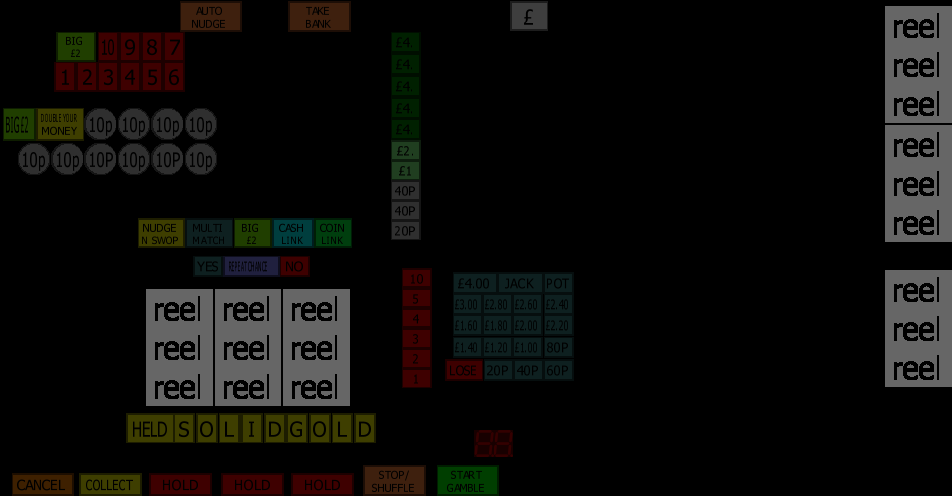 AUTO
NUDGE
TAKE
BANK
£
BIG
£2
10 9 8 7
1 2 3 4 5 6
BIG£2
DOUBLE YOUR
MONEY
10p 10p 10p 10p
10p 10p 10P 10p 10P 10p
£4.
£4.
£4.
£4.
£4.
£2.
£1
40P
40P
20P
NUDGE
N SWOP
MULTI
MATCH
BIG
£2
CASH
LINK
COIN
LINK
YES REPEAT CHANCE NO
reel reel reel
reel reel reel
reel reel reel
HELD S O L I D G O L D
10
5
4
3
2
1
£4.00 JACK POT
£3.00 £2.80 £2.60 £2.40
£1.60 £1.80 £2.00 £2.20
£1.40 £1.20 £1.00 80P
LOSE 20P 40P 60P
88
CANCEL COLLECT HOLD HOLD HOLD
STOP/
SHUFFLE
START
GAMBLE
reel
reel
reel
reel
reel
reel
reel
reel
reel